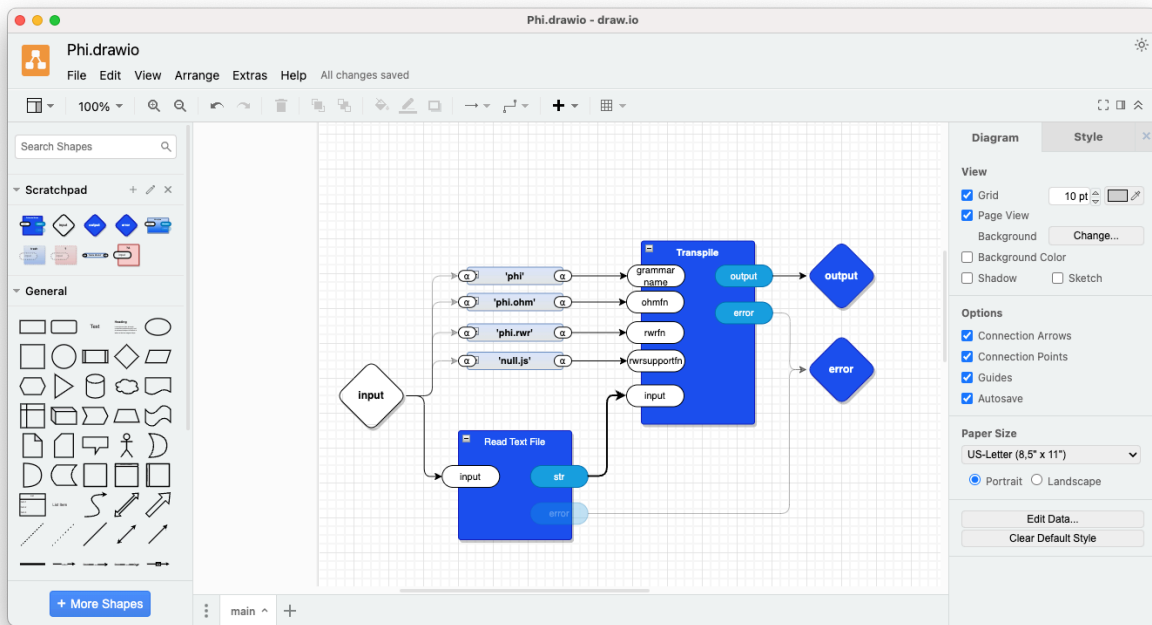 Phi.drawio - draw.io
Phi.drawio
File Edit View Arrange Extras Help All changes saved
100%
Search Shapes
Scratchpad
General
Text
Heading
List Item
+ More Shapes
'phi'
'phi.ohm'
'phi.rwr'
'null.js'
α
α
α
α
α
α
α
α
input
Transpile
grammar
name
ohmfn
rwrfn
rwrsupportfn
input
output
error
output
error
Read Text File
input
str
error
main
Diagram Style
View
Grid 10 pt
Page View
Background Change...
Background Color
Shadow Sketch
Options
Connection Arrows
Connection Points
Guides
Autosave
Paper Size
US-Letter (8,5" x 11")
Portrait Landscape
Edit Data...
Clear Default Style